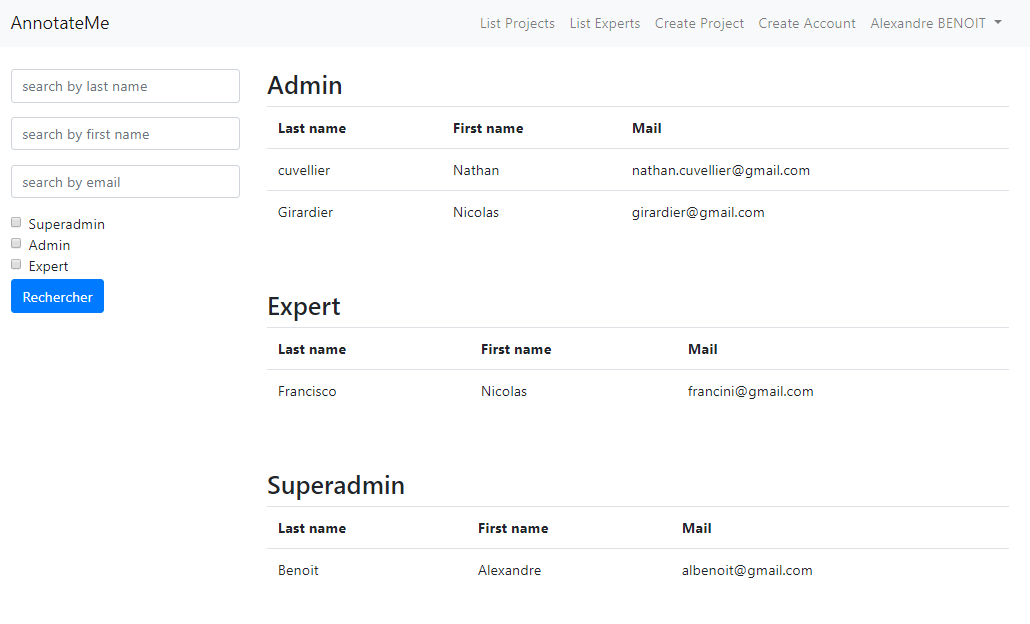 AnnotateMe
List Projects List Experts Create Project Create Account Alexandre BENOIT
search by last name
search by first name
search by email
Superadmin
Admin
Expert
Rechercher
Admin
Last name First name Mail
cuvellier Nathan nathan.cuvellier@gmail.com
Girardier Nicolas girardier@gmail.com
Expert
Last name First name Mail
Francisco Nicolas francini@gmail.com
Superadmin
Last name First name Mail
Benoit Alexandre albenoit@gmail.com